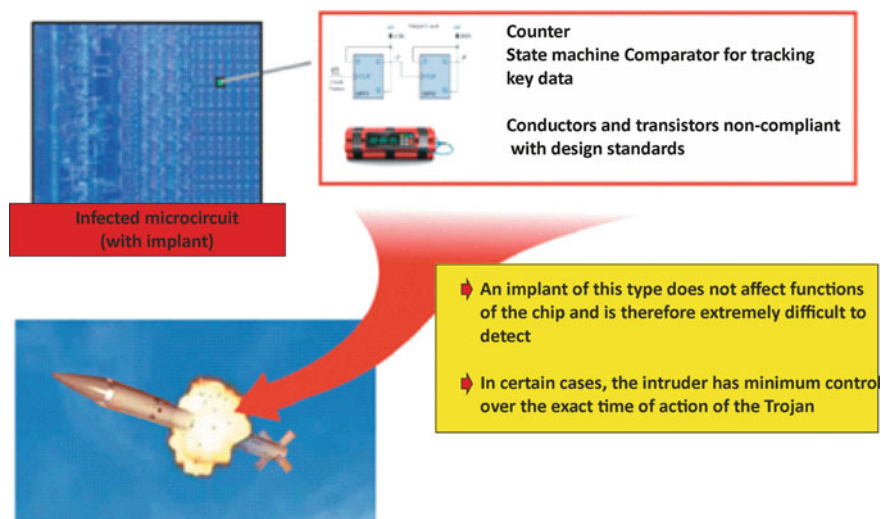 Counter
State machine Comparator for tracking
key data
Conductors and transistors non-compliant
with design standards
Infected microcircuit
(with implant)
An implant of this type does not affect functions
of the chip and is therefore extremely difficult to
detect
In certain cases, the intruder has minimum control
over the exact time of action of the Trojan